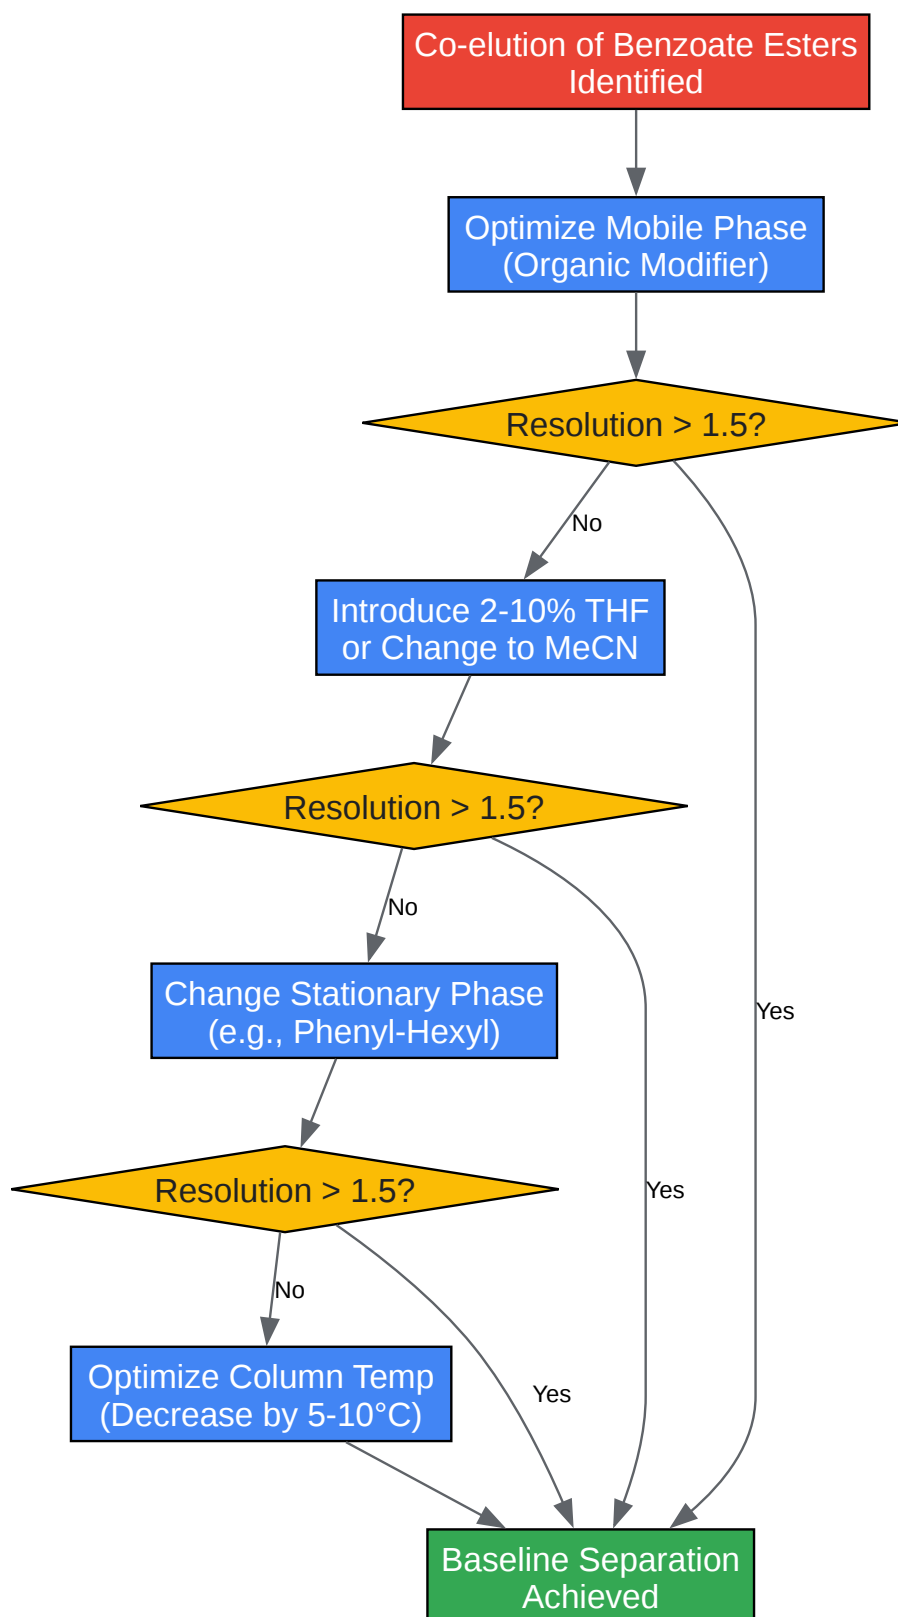 Co-elution of Benzoate Esters
Identified
Optimize Mobile Phase
(Organic Modifier)
Resolution > 1.5?
No
Introduce 2-10% THF
or Change to MeCN
Resolution > 1.5?
No
Change Stationary Phase
(e.g., Phenyl-Hexyl)
Yes
Resolution > 1.5?
Yes
No
Optimize Column Temp
(Decrease by 5-10°C)
Yes
Baseline Separation
Achieved